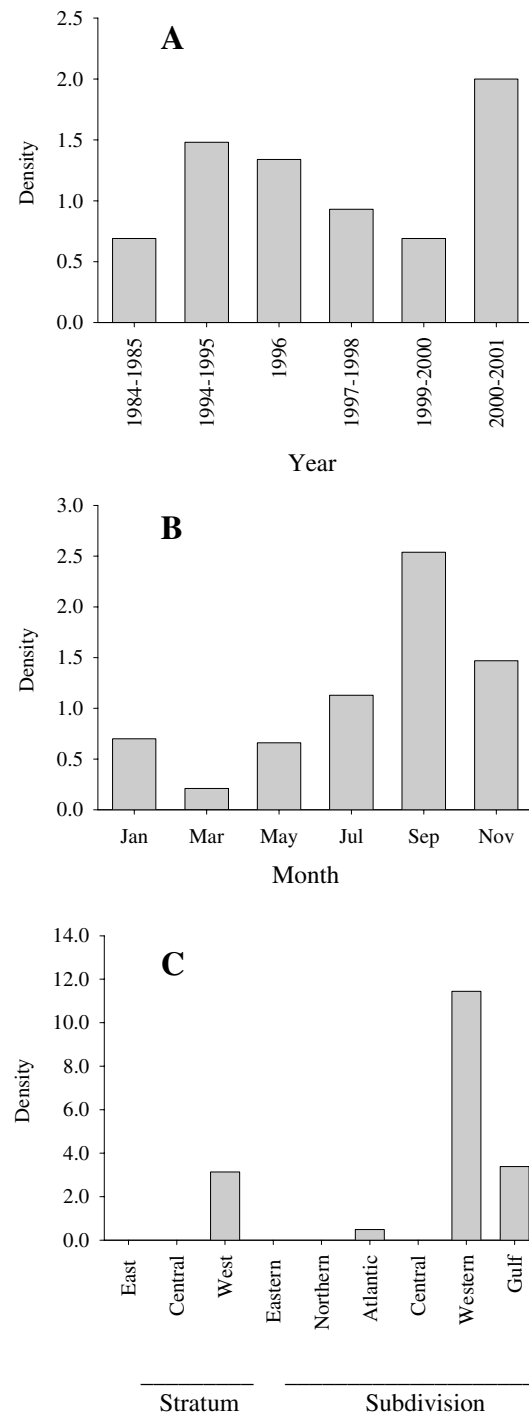 A
2.5
2.0
1.5
1.0
0.5
0.0
Density
1984-1985
1994-1995
1996
1997-1998
1999-2000
2000-2001
Year
B
3.0
2.5
2.0
1.5
1.0
0.5
0.0
Density
Jan Mar May Jul Sep Nov
Month
C
14.0
12.0
10.0
8.0
6.0
4.0
2.0
0.0
Density
East
Central
West
Eastern
Northern
Atlantic
Central
Western
Gulf
Stratum Subdivision